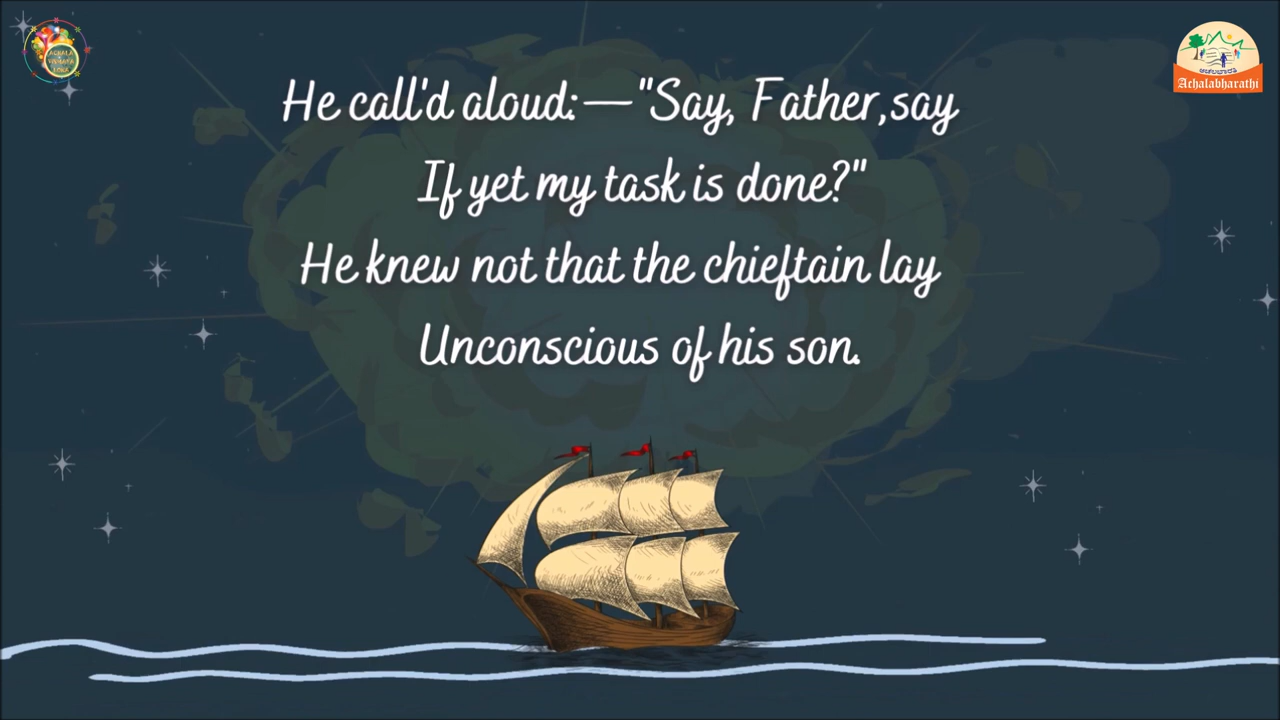 He call'd aloud:—"Say, Father,say
If yet my task is done?"
He knew not that the chieftain lay
Unconscious of his son.
ACHALA
Achalabharathi